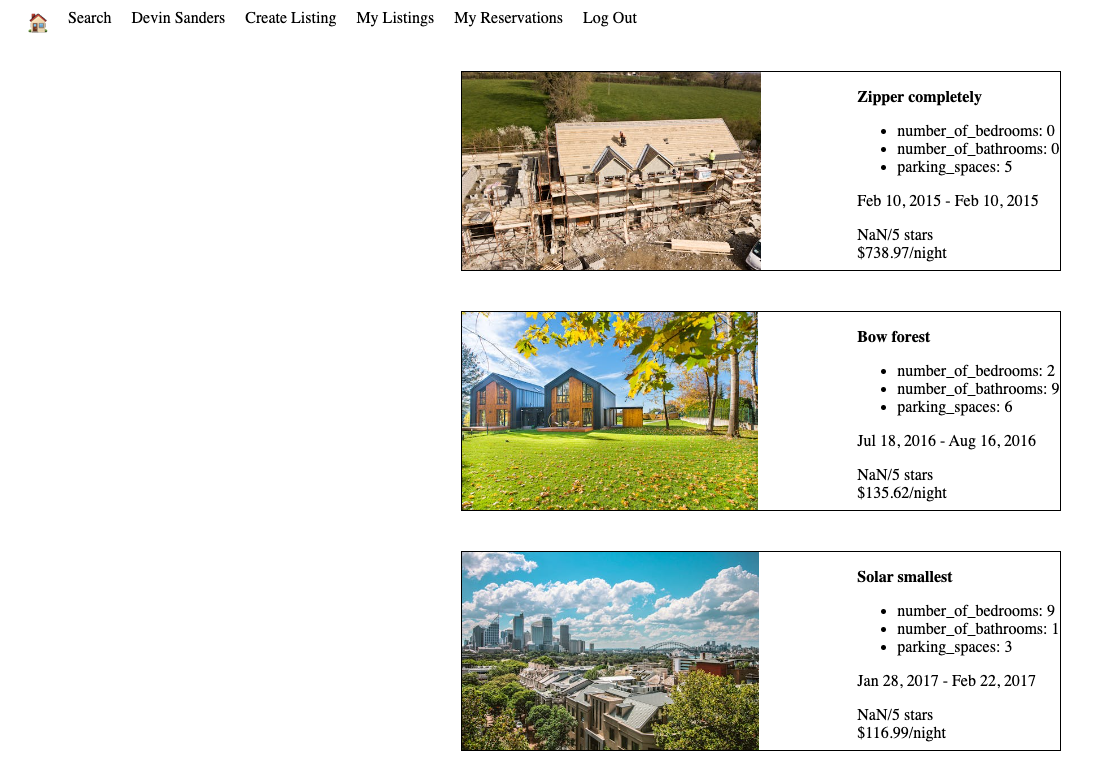 Search Devin Sanders Create Listing My Listings My Reservations Log Out
Zipper completely
number_of_bedrooms: 0
number_of_bathrooms: 0
parking_spaces: 5
Feb 10, 2015 - Feb 10, 2015
NaN/5 stars
$738.97/night
Bow forest
number_of_bedrooms: 2
number_of_bathrooms: 9
parking_spaces: 6
Jul 18, 2016 - Aug 16, 2016
NaN/5 stars
$135.62/night
Solar smallest
number_of_bedrooms: 9
number_of_bathrooms: 1
parking_spaces: 3
Jan 28, 2017 - Feb 22, 2017
NaN/5 stars
$116.99/night